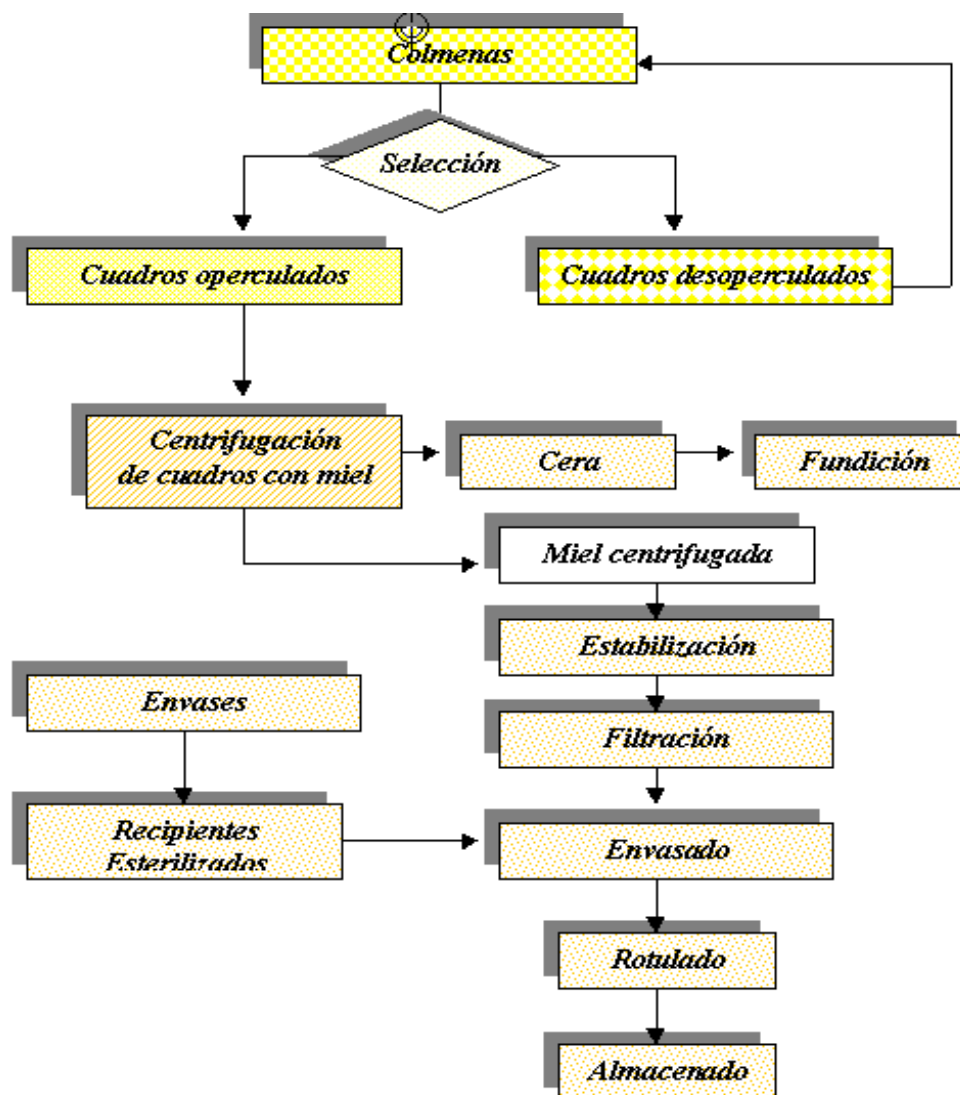 Colmenas
Selección
Cuadros operculados
Cuadros desoperculados
Centrifugación
de cuadros con miel
Cera
Fundición
Miel centrifugada
Estabilización
Envases
Filtración
Recipientes
Esterilizados
Envasado
Rotulado
Almacenado